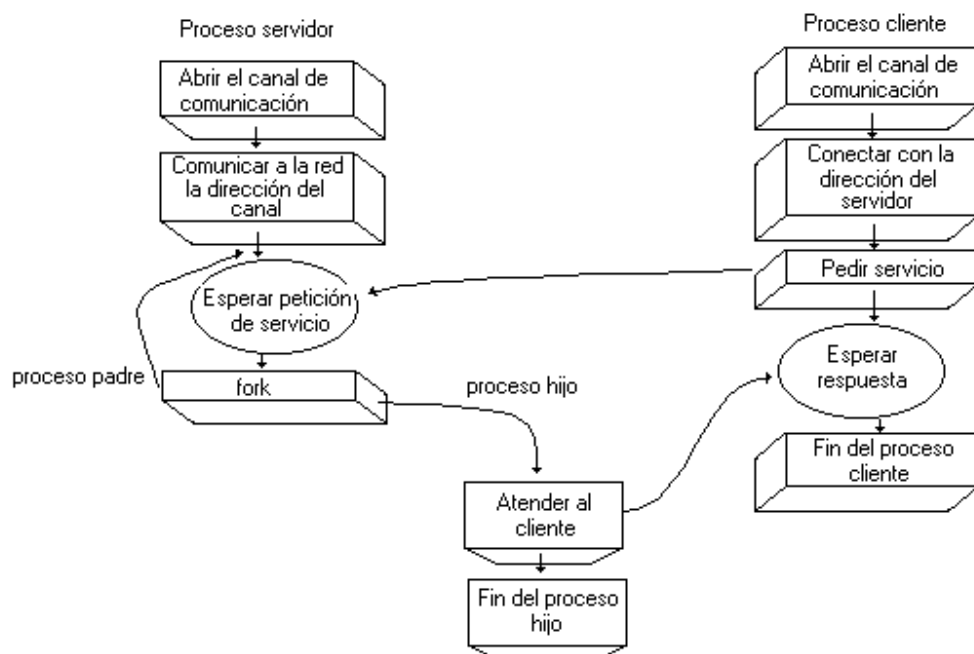 Proceso servidor
Abrir el canal de
comunicación
Comunicar a la red
la dirección del
canal
Esperar petición
de servicio
proceso padre
fork
proceso hijo
Atender al
cliente
Fin del proceso
hijo
Proceso cliente
Abrir el canal de
comunicación
Conectar con la
dirección del
servidor
Pedir servicio
Esperar
respuesta
Fin del proceso
cliente